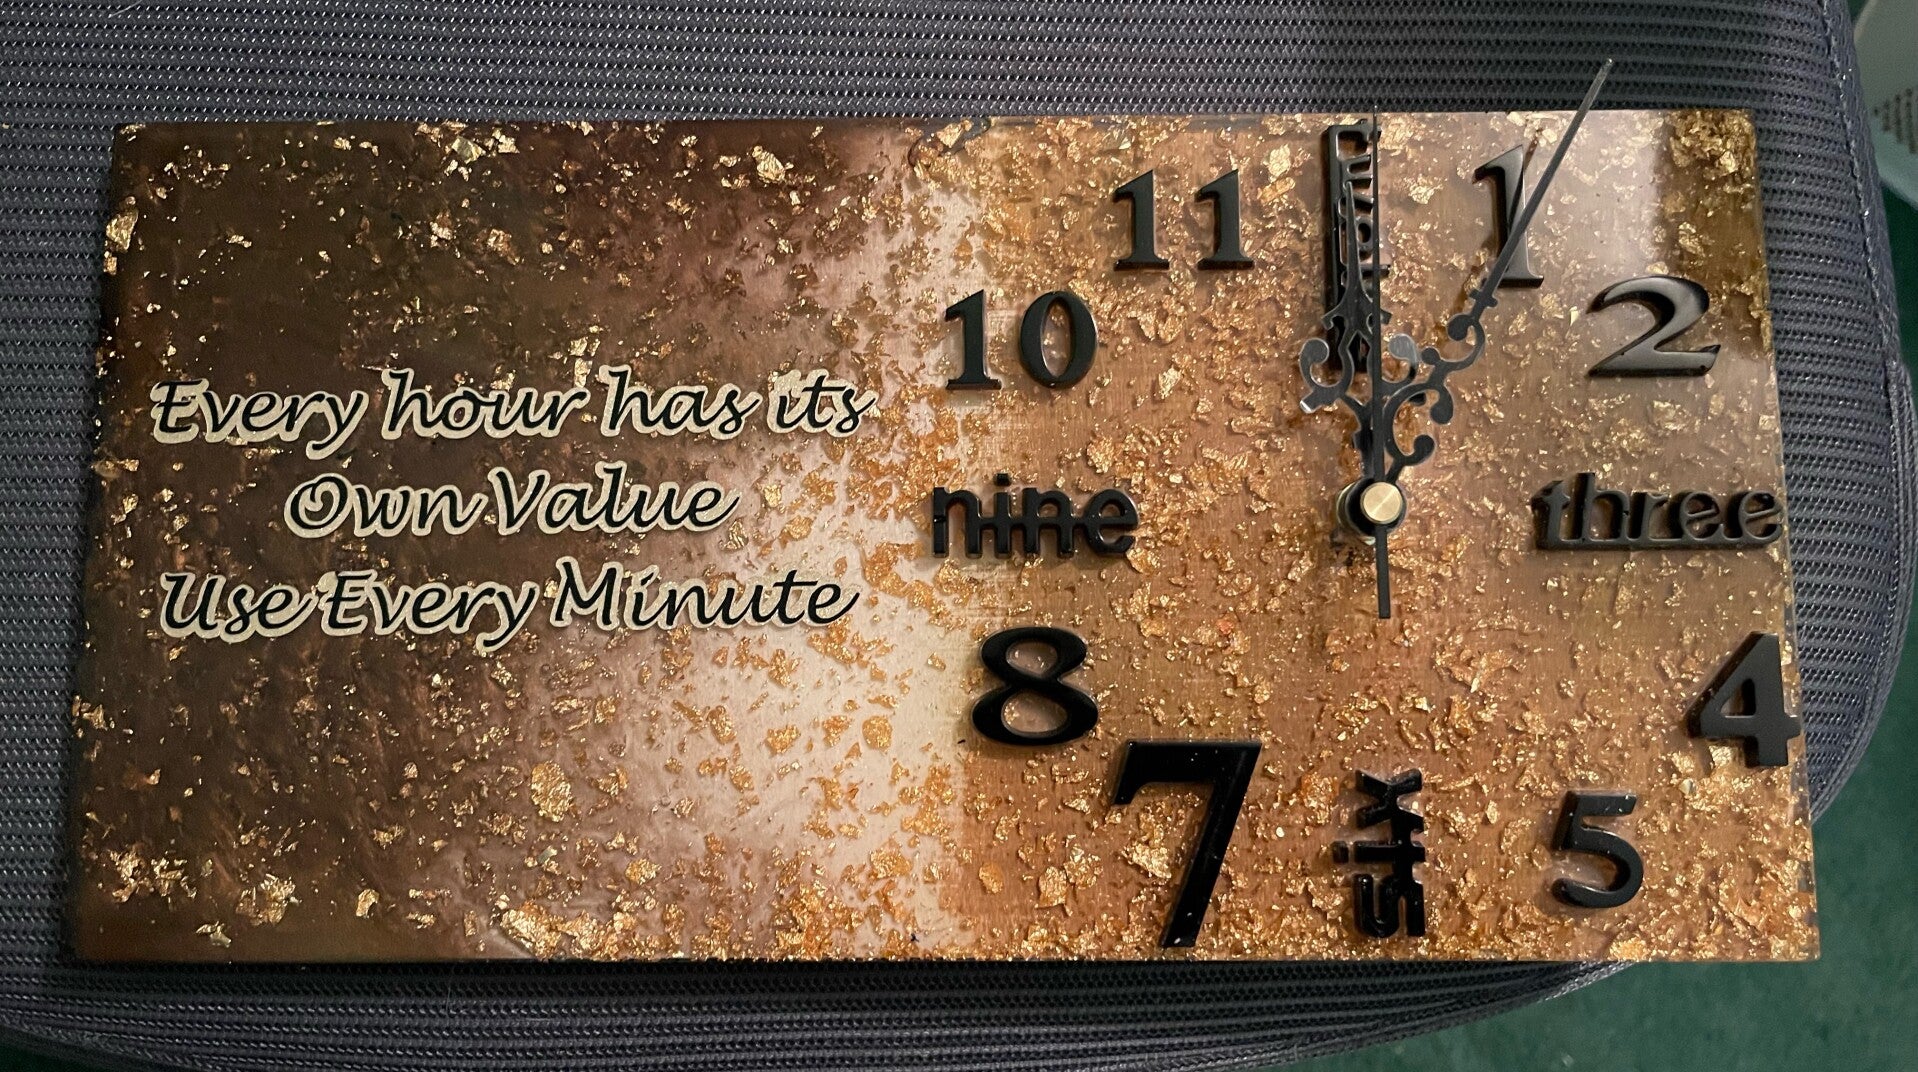 Every hour has its
Own Value
Use Every Minute
twelve
11
1
10
2
nine
three
8
4
7
six
5